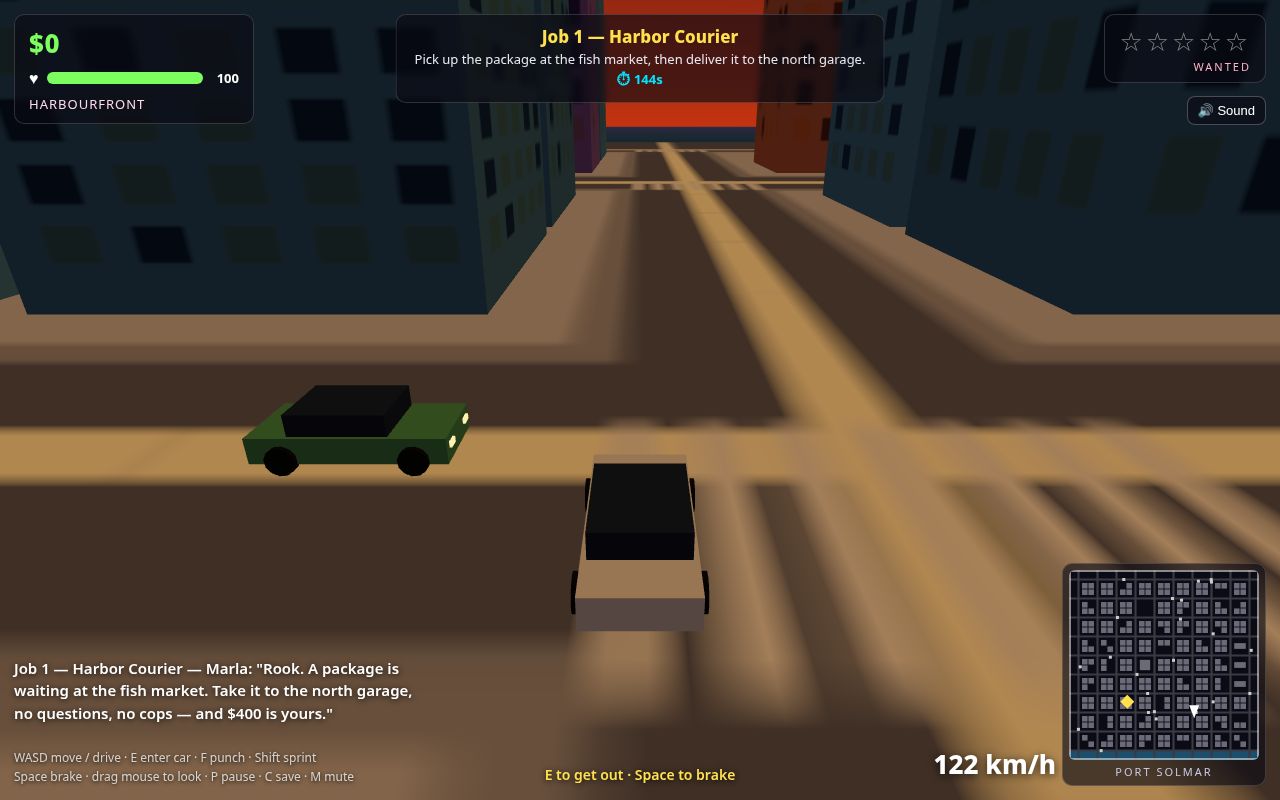 $0
♥ 100
HARBOURFRONT
Job 1 — Harbor Courier
Pick up the package at the fish market, then deliver it to the north garage.
⏱ 144s
☆☆☆☆☆
WANTED
🔊 Sound
Job 1 — Harbor Courier — Marla: "Rook. A package is
waiting at the fish market. Take it to the north garage,
no questions, no cops — and $400 is yours."
WASD move / drive · E enter car · F punch · Shift sprint
Space brake · drag mouse to look · P pause · C save · M mute
E to get out · Space to brake
122 km/h
PORT SOLMAR